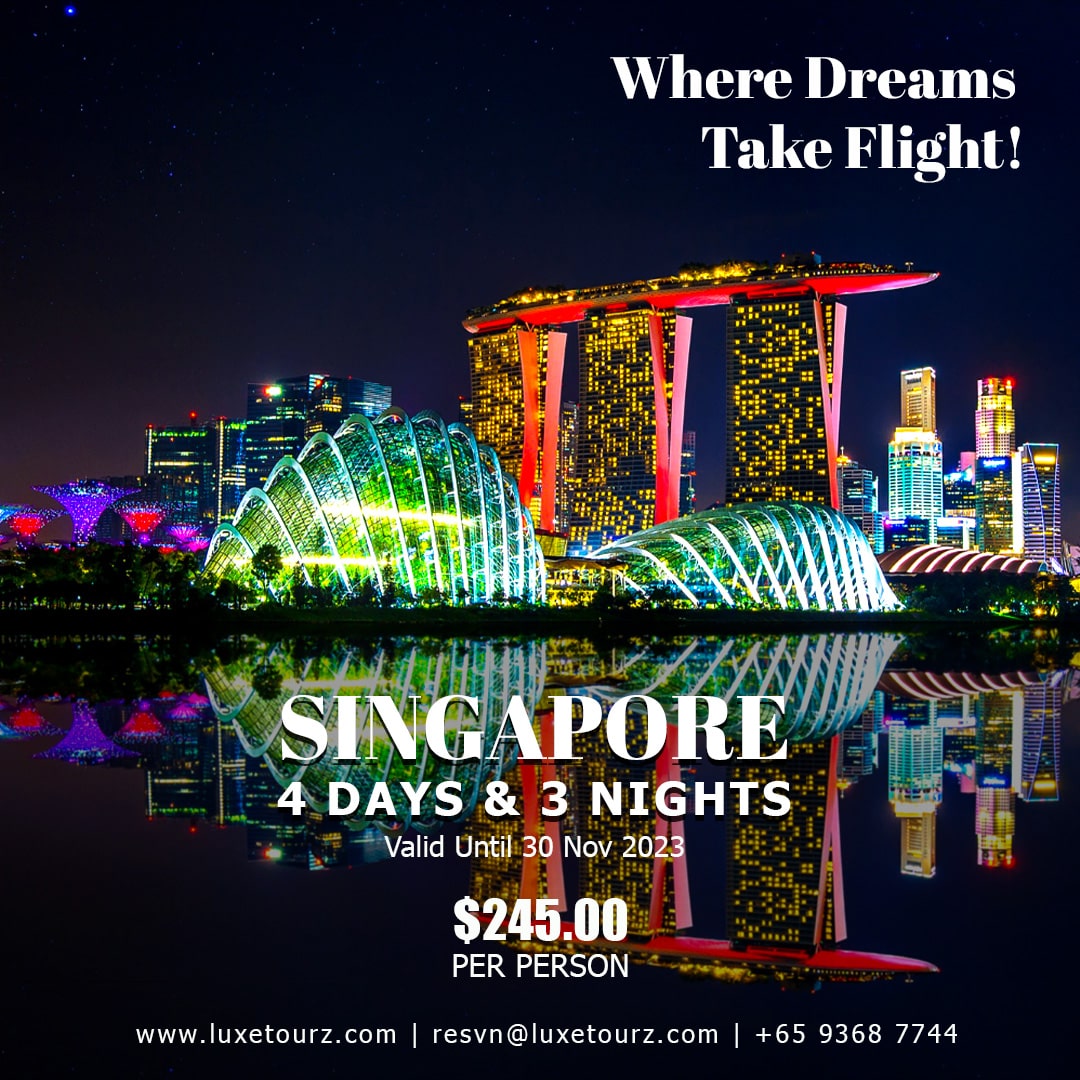 Where Dreams
Take Flight!
SINGAPORE
4 DAYS & 3 NIGHTS
Valid Until 30 Nov 2023
$245.00
PER PERSON
www.luxetourz.com | resvn@luxetourz.com | +65 9368 7744